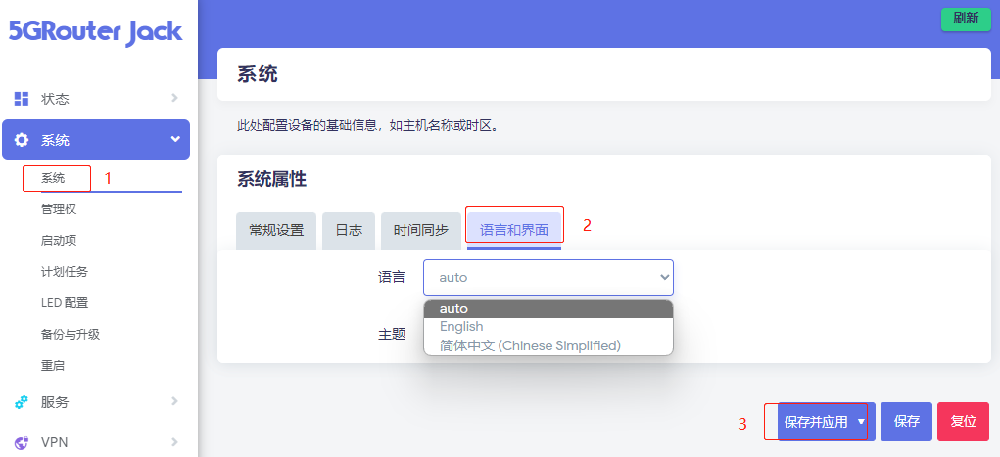 5GRouter Jack
刷新
状态
系统
系统
1
管理权
启动项
计划任务
LED 配置
备份与升级
重启
服务
VPN
系统
此处配置设备的基础信息，如主机名称或时区。
系统属性
常规设置 日志 时间同步 语言和界面 2
语言 auto
auto
English
主题
简体中文 (Chinese Simplified)
3 保存并应用 保存 复位